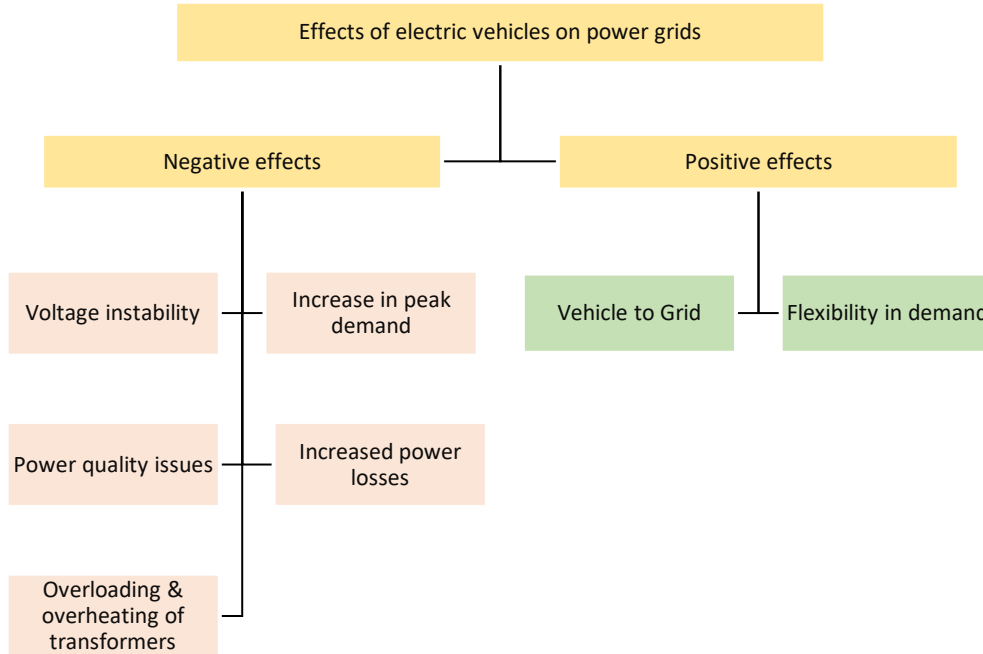 Effects of electric vehicles on power grids
Negative effects
Positive effects
Voltage instability
Increase in peak
demand
Vehicle to Grid
Flexibility in demand
Power quality issues
Increased power
losses
Overloading &
overheating of
transformers